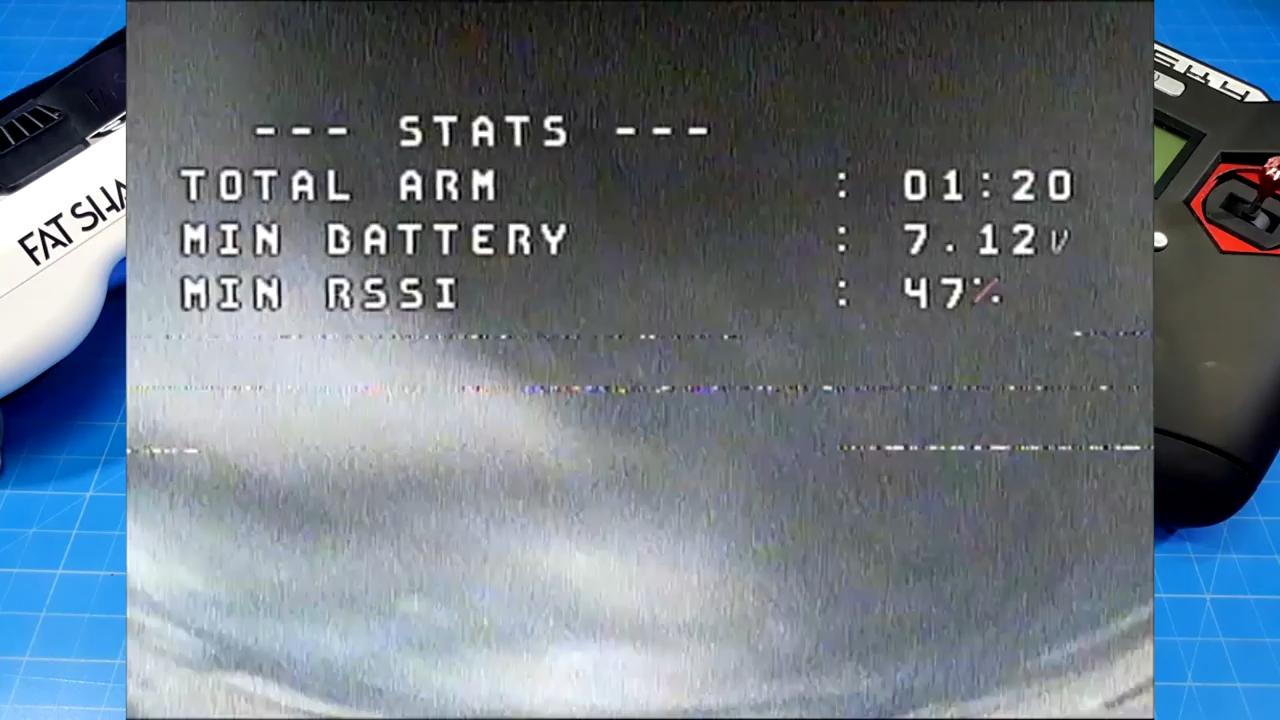 --- STATS ---
TOTAL ARM : 01:20
MIN BATTERY : 7.12V
MIN RSSI : 47%
FAT SHA